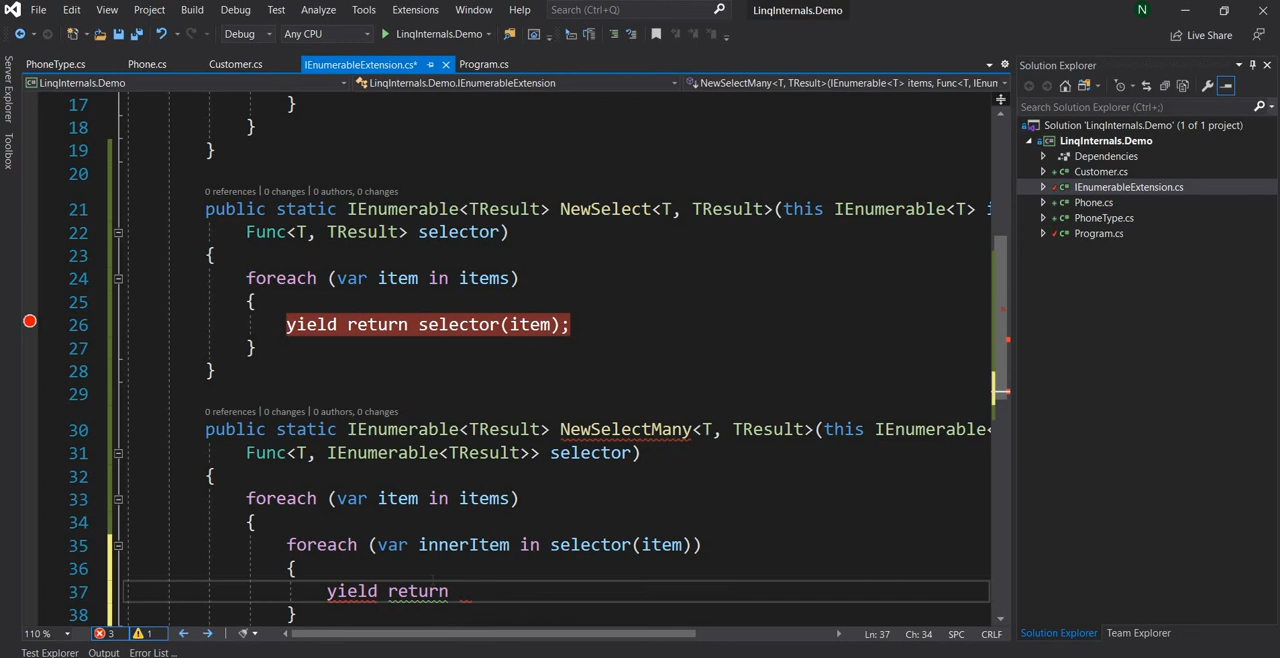 File Edit View Project Build Debug Test Analyze Tools Extensions Window Help Search (Ctrl+Q) LinqInternals.Demo N
Debug Any CPU LinqInternals.Demo Live Share
PhoneType.cs Phone.cs Customer.cs IEnumerableExtension.cs* Program.cs
LinqInternals.Demo LinqInternals.Demo.IEnumerableExtension NewSelectMany<T, TResult>(IEnumerable<T> items, Func<T, IEnum
Server Explorer
Toolbox
17 }
18 }
19 }
20
0 references | 0 changes | 0 authors, 0 changes
21 public static IEnumerable<TResult> NewSelect<T, TResult>(this IEnumerable<T> i
22 Func<T, TResult> selector)
23 {
24 foreach (var item in items)
25 {
26 yield return selector(item);
27 }
28 }
29
0 references | 0 changes | 0 authors, 0 changes
30 public static IEnumerable<TResult> NewSelectMany<T, TResult>(this IEnumerable<
31 Func<T, IEnumerable<TResult>> selector)
32 {
33 foreach (var item in items)
34 {
35 foreach (var innerItem in selector(item))
36 {
37 yield return
38 }
110 % 3 1 Ln: 37 Ch: 34 SPC CRLF
Test Explorer Output Error List ...
Solution Explorer
Search Solution Explorer (Ctrl+;)
Solution 'LinqInternals.Demo' (1 of 1 project)
LinqInternals.Demo
Dependencies
Customer.cs
IEnumerableExtension.cs
Phone.cs
PhoneType.cs
Program.cs
Solution Explorer Team Explorer